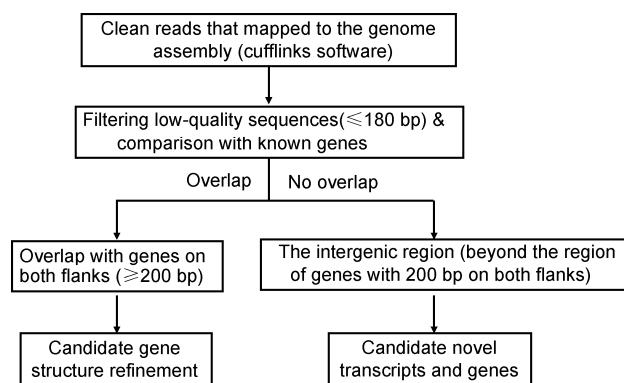 Clean reads that mapped to the genome
assembly (cufflinks software)
Filtering low-quality sequences(≤180 bp) &
comparison with known genes
Overlap
No overlap
Overlap with genes on
both flanks (≥200 bp)
The intergenic region (beyond the region
of genes with 200 bp on both flanks)
Candidate gene
structure refinement
Candidate novel
transcripts and genes